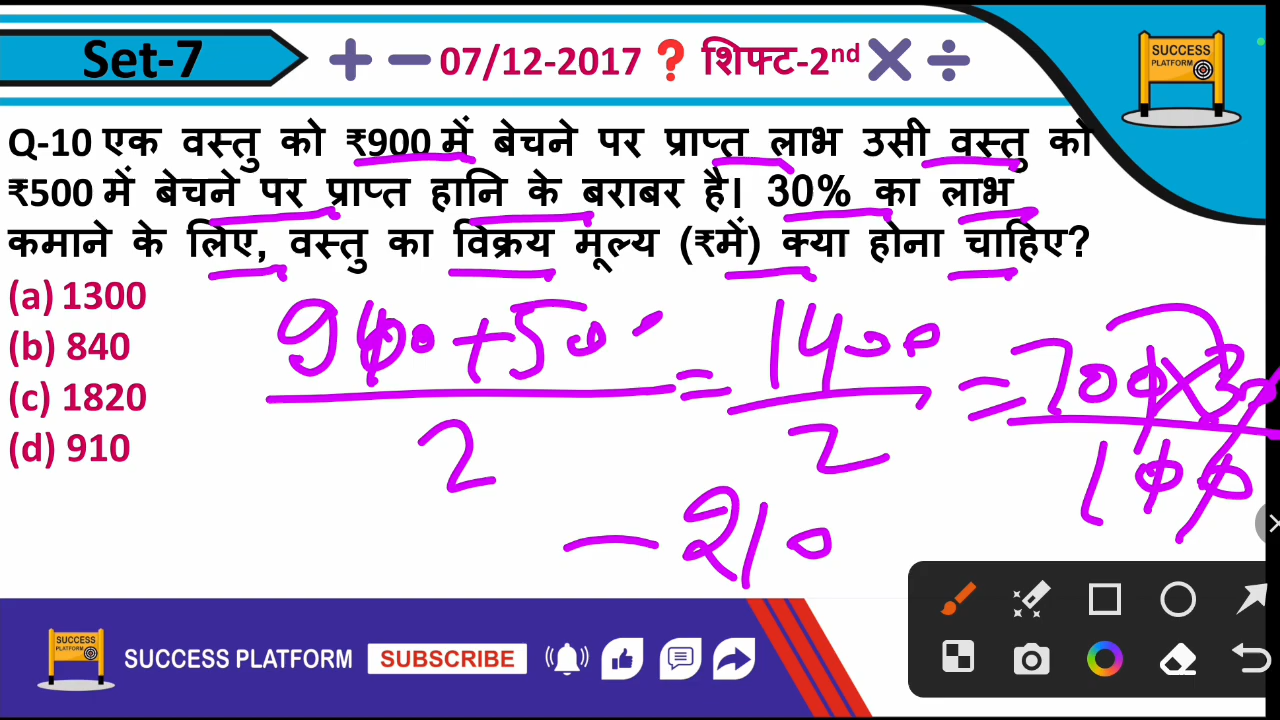 Set-7
07/12-2017❓ शिफ्ट-2nd
SUCCESS
PLATFORM
Q-10 एक वस्तु को ₹900 में बेचने पर प्राप्त लाभ उसी वस्तु को
₹500 में बेचने पर प्राप्त हानि के बराबर है। 30% का लाभ
कमाने के लिए, वस्तु का विक्रय मूल्य (₹में) क्या होना चाहिए?
(a) 1300
(b) 840
(c) 1820
(d) 910
900+500/2 = 1400/2 = 700×30/100
— 210
SUCCESS
PLATFORM
SUCCESS PLATFORM
SUBSCRIBE